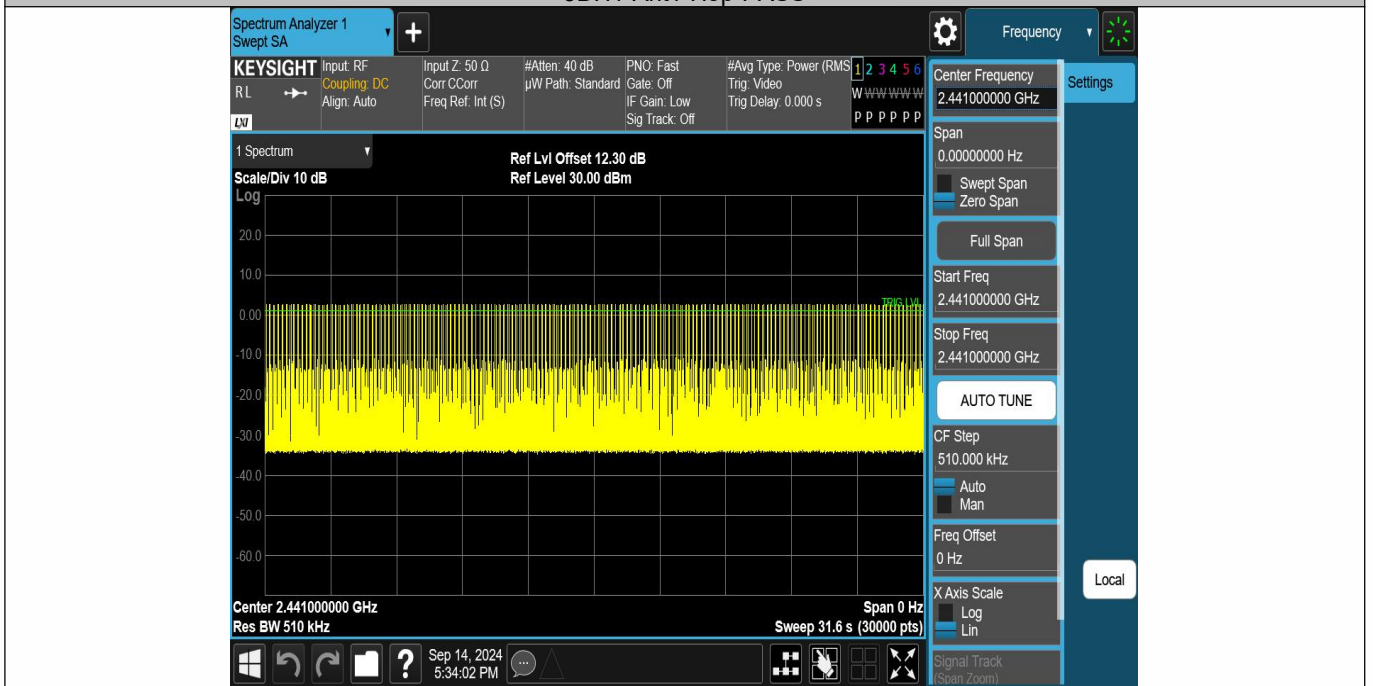 Spectrum Analyzer 1
Swept SA
+
Frequency
KEYSIGHT
RL
LXI
Input: RF
Coupling: DC
Align: Auto
Input Z: 50 Ω
Corr CCorr
Freq Ref: Int (S)
#Atten: 40 dB
µW Path: Standard
PNO: Fast
Gate: Off
IF Gain: Low
Sig Track: Off
#Avg Type: Power (RMS
Trig: Video
Trig Delay: 0.000 s
1 2 3 4 5 6
W W W W W W
P P P P P P
Center Frequency
2.441000000 GHz
Settings
Span
0.00000000 Hz
Swept Span
Zero Span
Full Span
Start Freq
2.441000000 GHz
Stop Freq
2.441000000 GHz
AUTO TUNE
CF Step
510.000 kHz
Auto
Man
Freq Offset
0 Hz
X Axis Scale
Log
Lin
Signal Track
(Span Zoom)
Local
1 Spectrum
Scale/Div 10 dB
Log
Ref Lvl Offset 12.30 dB
Ref Level 30.00 dBm
20.0
10.0
0.00
-10.0
-20.0
-30.0
-40.0
-50.0
-60.0
TRIG LVL
Center 2.441000000 GHz
Res BW 510 kHz
Span 0 Hz
Sweep 31.6 s (30000 pts)
?
Sep 14, 2024
5:34:02 PM